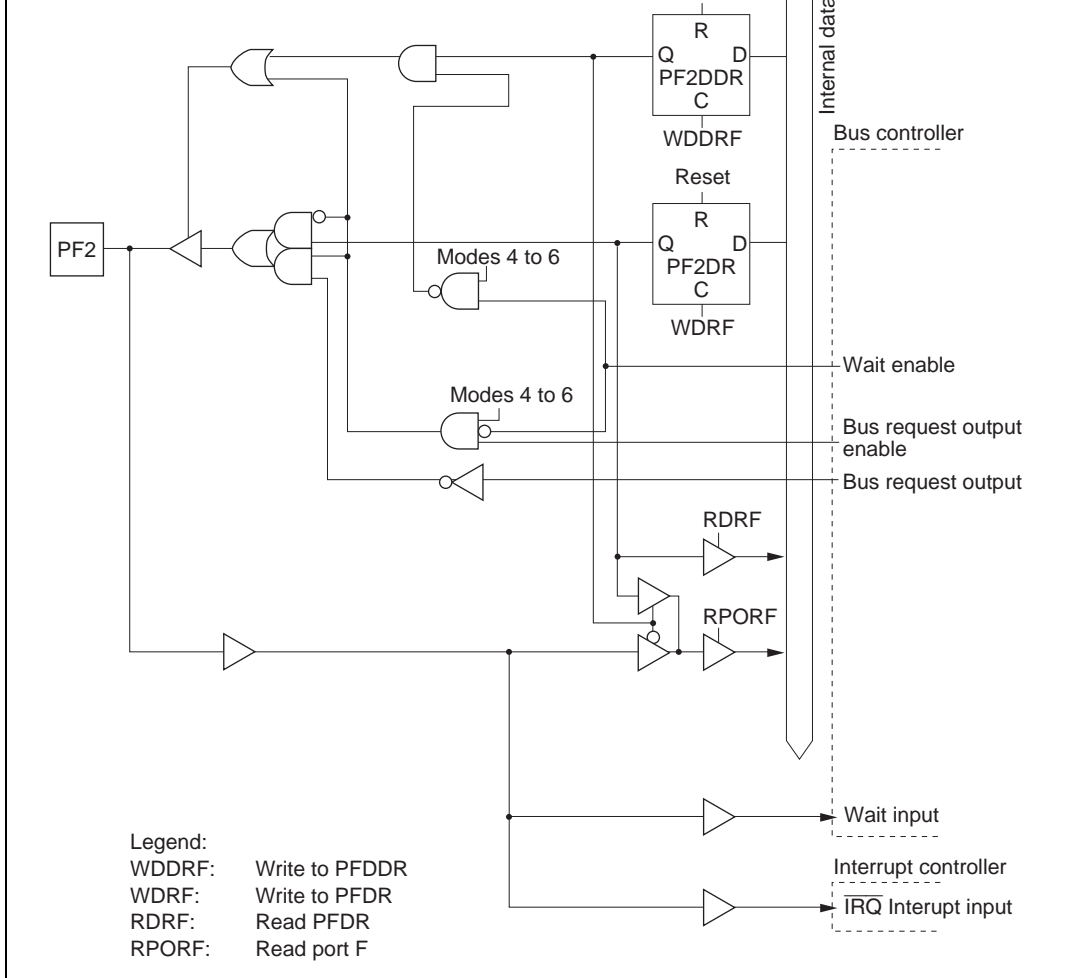 R
Internal data
Q D
PF2DDR
C
WDDRF
Bus controller
Reset
R
PF2
Q D
Modes 4 to 6
PF2DR
C
WDRF
Wait enable
Modes 4 to 6
Bus request output
enable
Bus request output
RDRF
RPORF
Wait input
Legend:
WDDRF: Write to PFDDR
WDRF: Write to PFDR
RDRF: Read PFDR
RPORF: Read port F
Interrupt controller
IRQ Interupt input